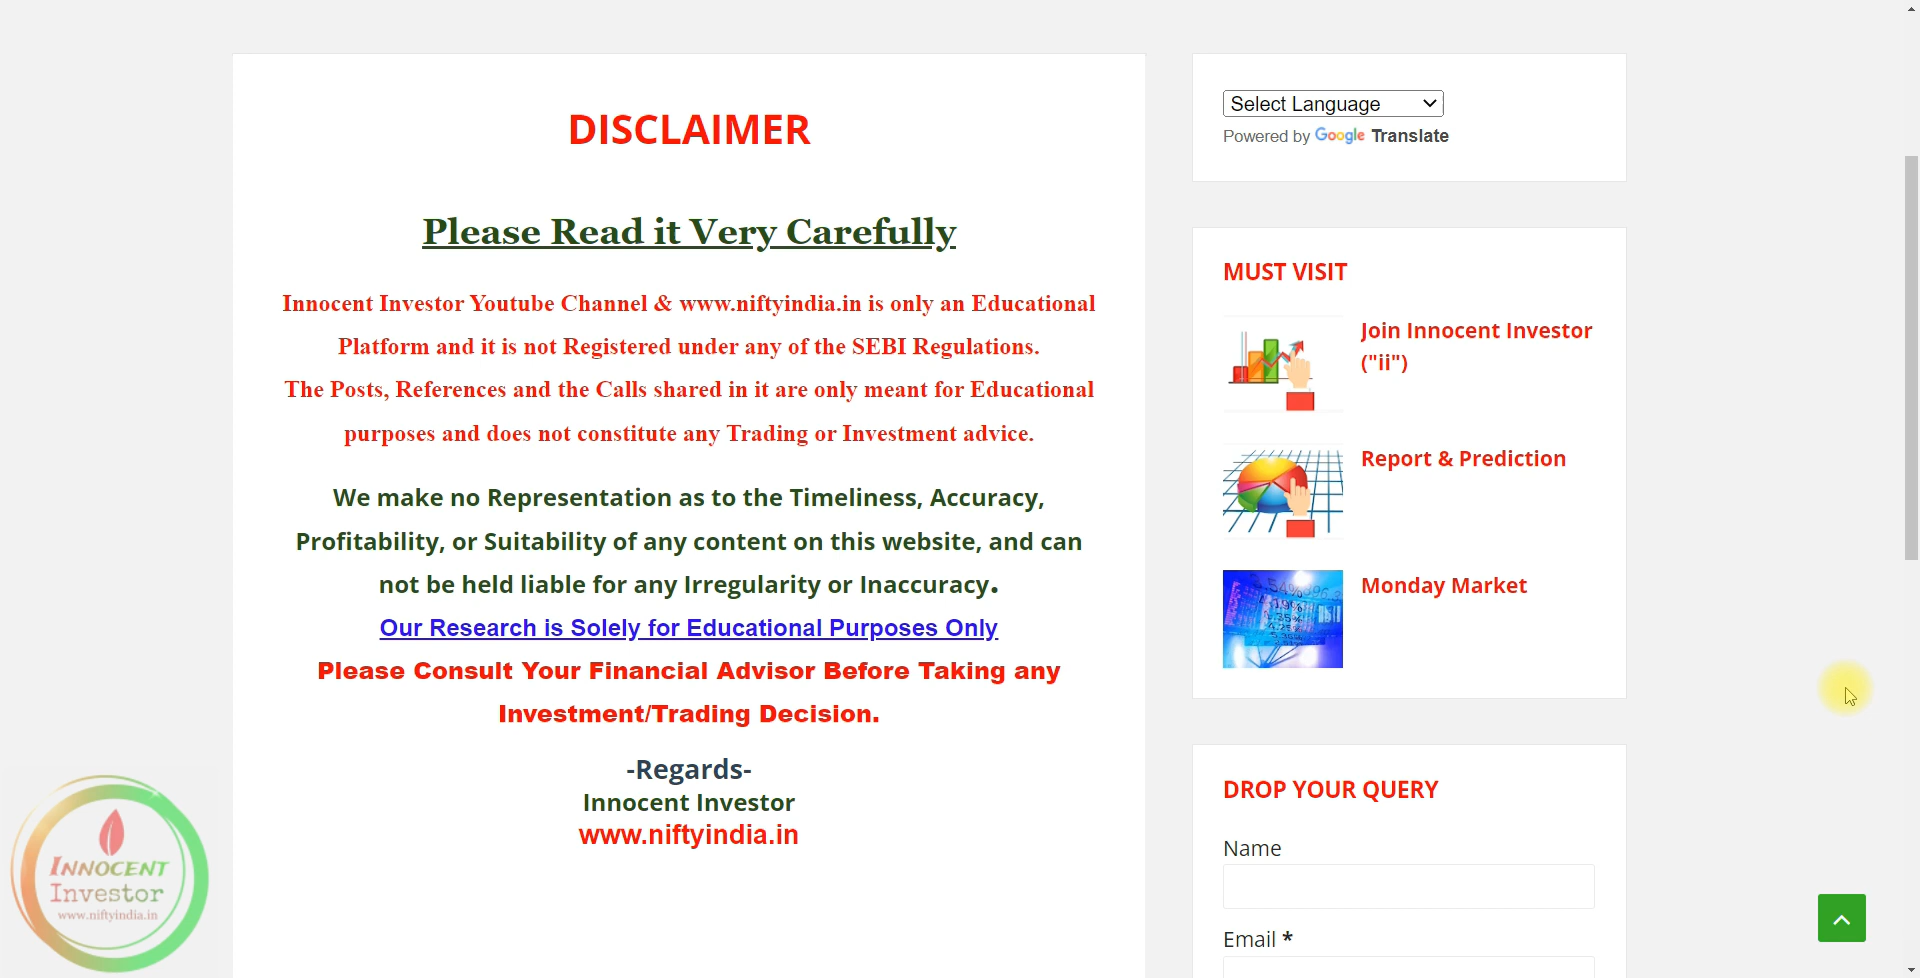 DISCLAIMER
Please Read it Very Carefully
Innocent Investor Youtube Channel & www.niftyindia.in is only an Educational
Platform and it is not Registered under any of the SEBI Regulations.
The Posts, References and the Calls shared in it are only meant for Educational
purposes and does not constitute any Trading or Investment advice.
We make no Representation as to the Timeliness, Accuracy,
Profitability, or Suitability of any content on this website, and can
not be held liable for any Irregularity or Inaccuracy.
Our Research is Solely for Educational Purposes Only
Please Consult Your Financial Advisor Before Taking any
Investment/Trading Decision.
-Regards-
Innocent Investor
www.niftyindia.in
INNOCENT
Investor
www.niftyindia.in
Select Language
Powered by Google Translate
MUST VISIT
Join Innocent Investor
("ii")
Report & Prediction
Monday Market
DROP YOUR QUERY
Name
Email *